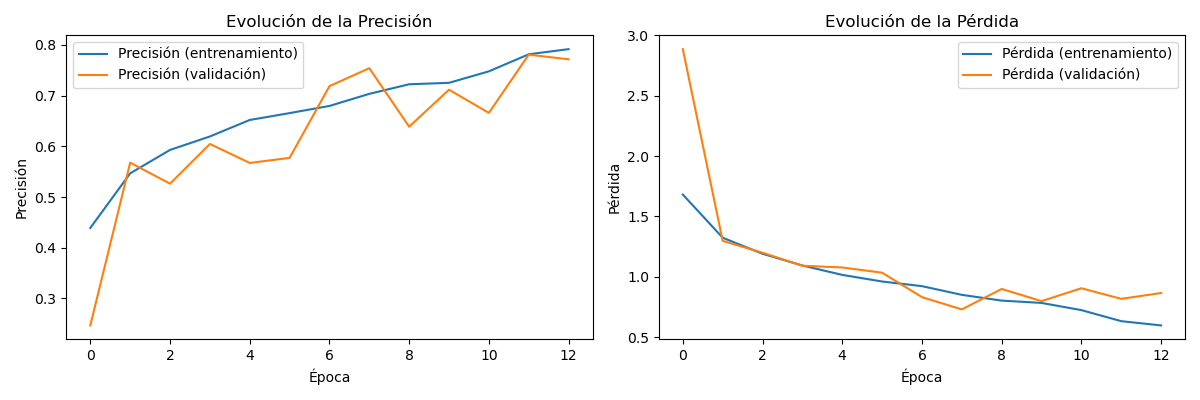 Evolución de la Precisión
Precisión (entrenamiento)
Precisión (validación)
0.8
0.7
0.6
0.5
0.4
0.3
Precisión
0 2 4 6 8 10 12
Época
Evolución de la Pérdida
Pérdida (entrenamiento)
Pérdida (validación)
3.0
2.5
2.0
1.5
1.0
0.5
Pérdida
0 2 4 6 8 10 12
Época